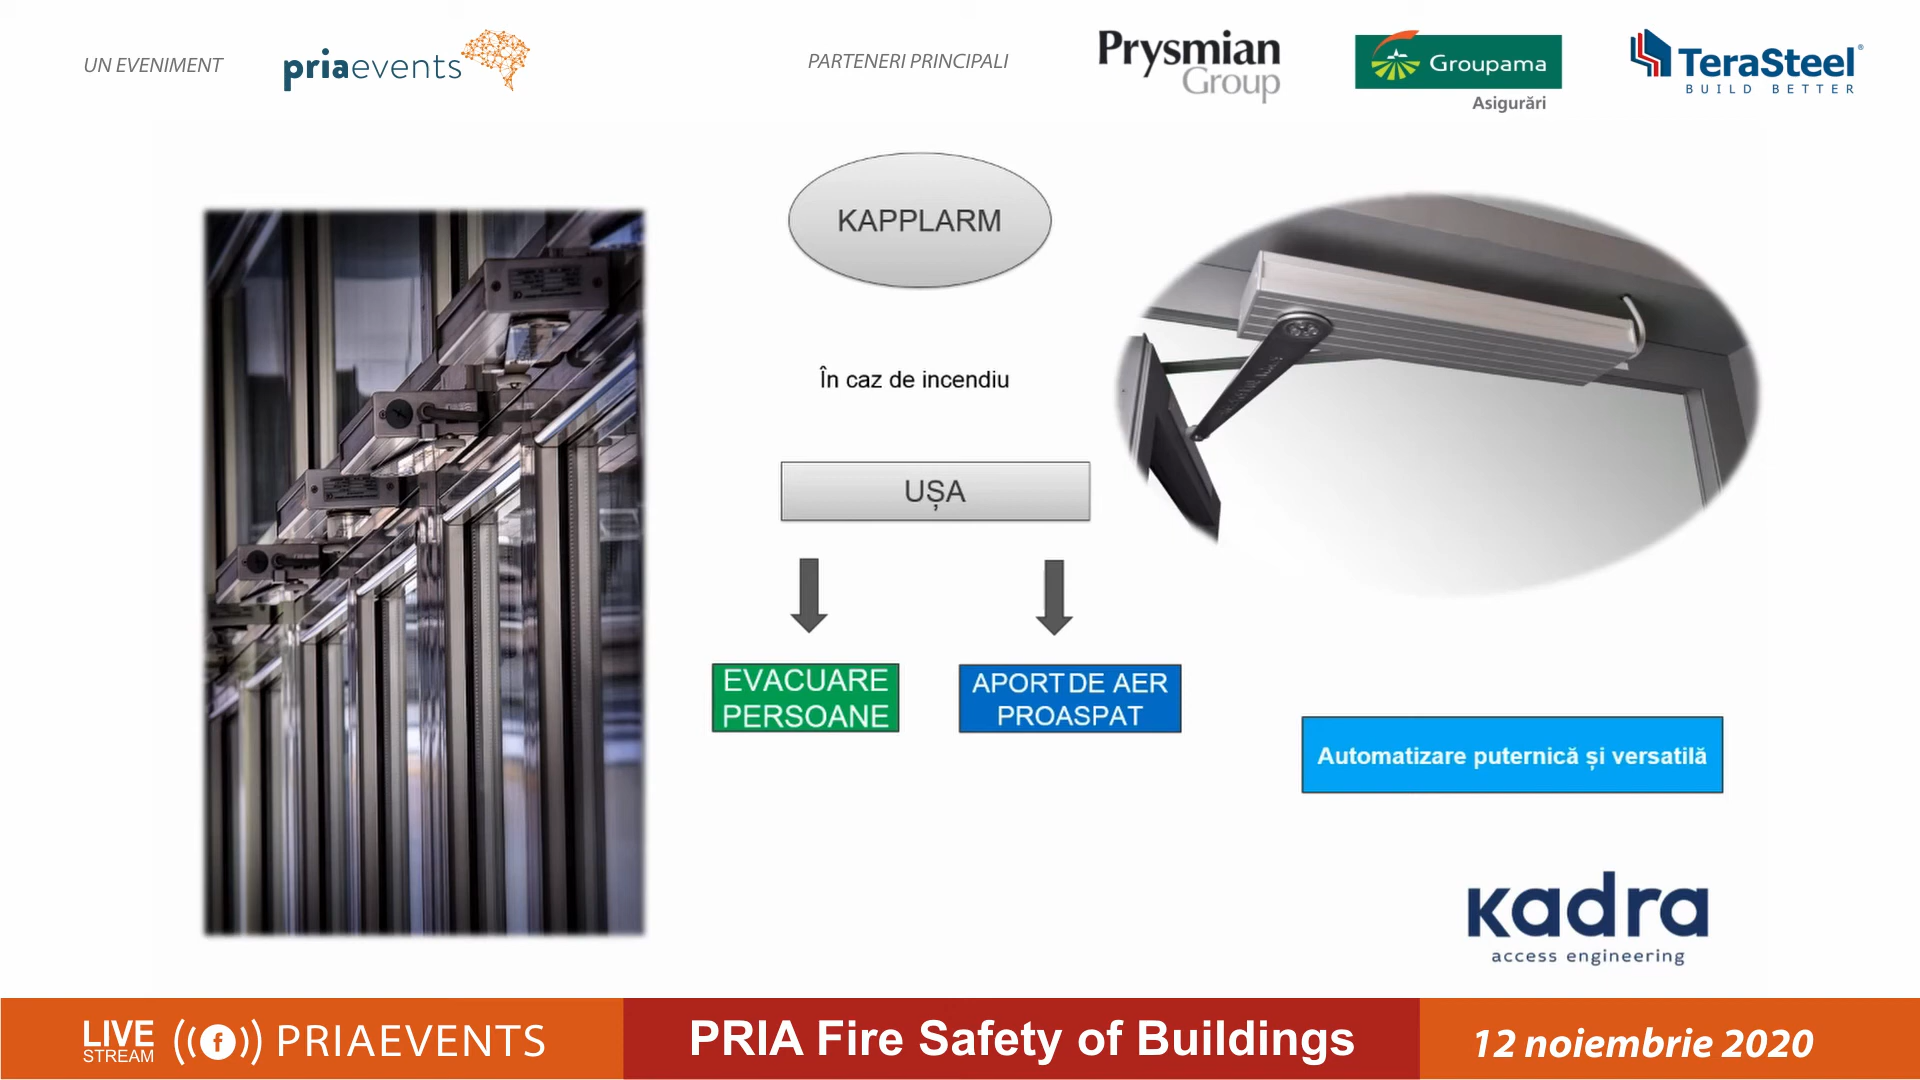 UN EVENIMENT
priaevents
PARTENERI PRINCIPALI
Prysmian
Group
Groupama
Asigurări
TeraSteel®
BUILD BETTER
KAPPLARM
În caz de incendiu
UȘA
EVACUARE
PERSOANE
APORT DE AER
PROASPAT
Automatizare puternică și versatilă
kadra
access engineering
LIVE
STREAM
PRIAEVENTS
PRIA Fire Safety of Buildings
12 noiembrie 2020